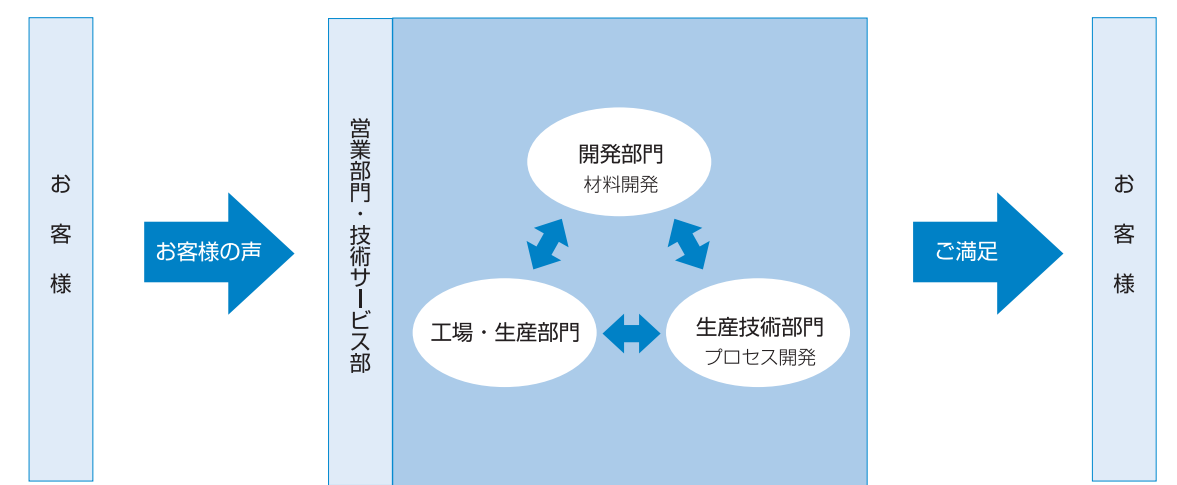 お客様
お客様の声
営業部門・技術サービス部
開発部門
材料開発
工場・生産部門
生産技術部門
プロセス開発
ご満足
お客様